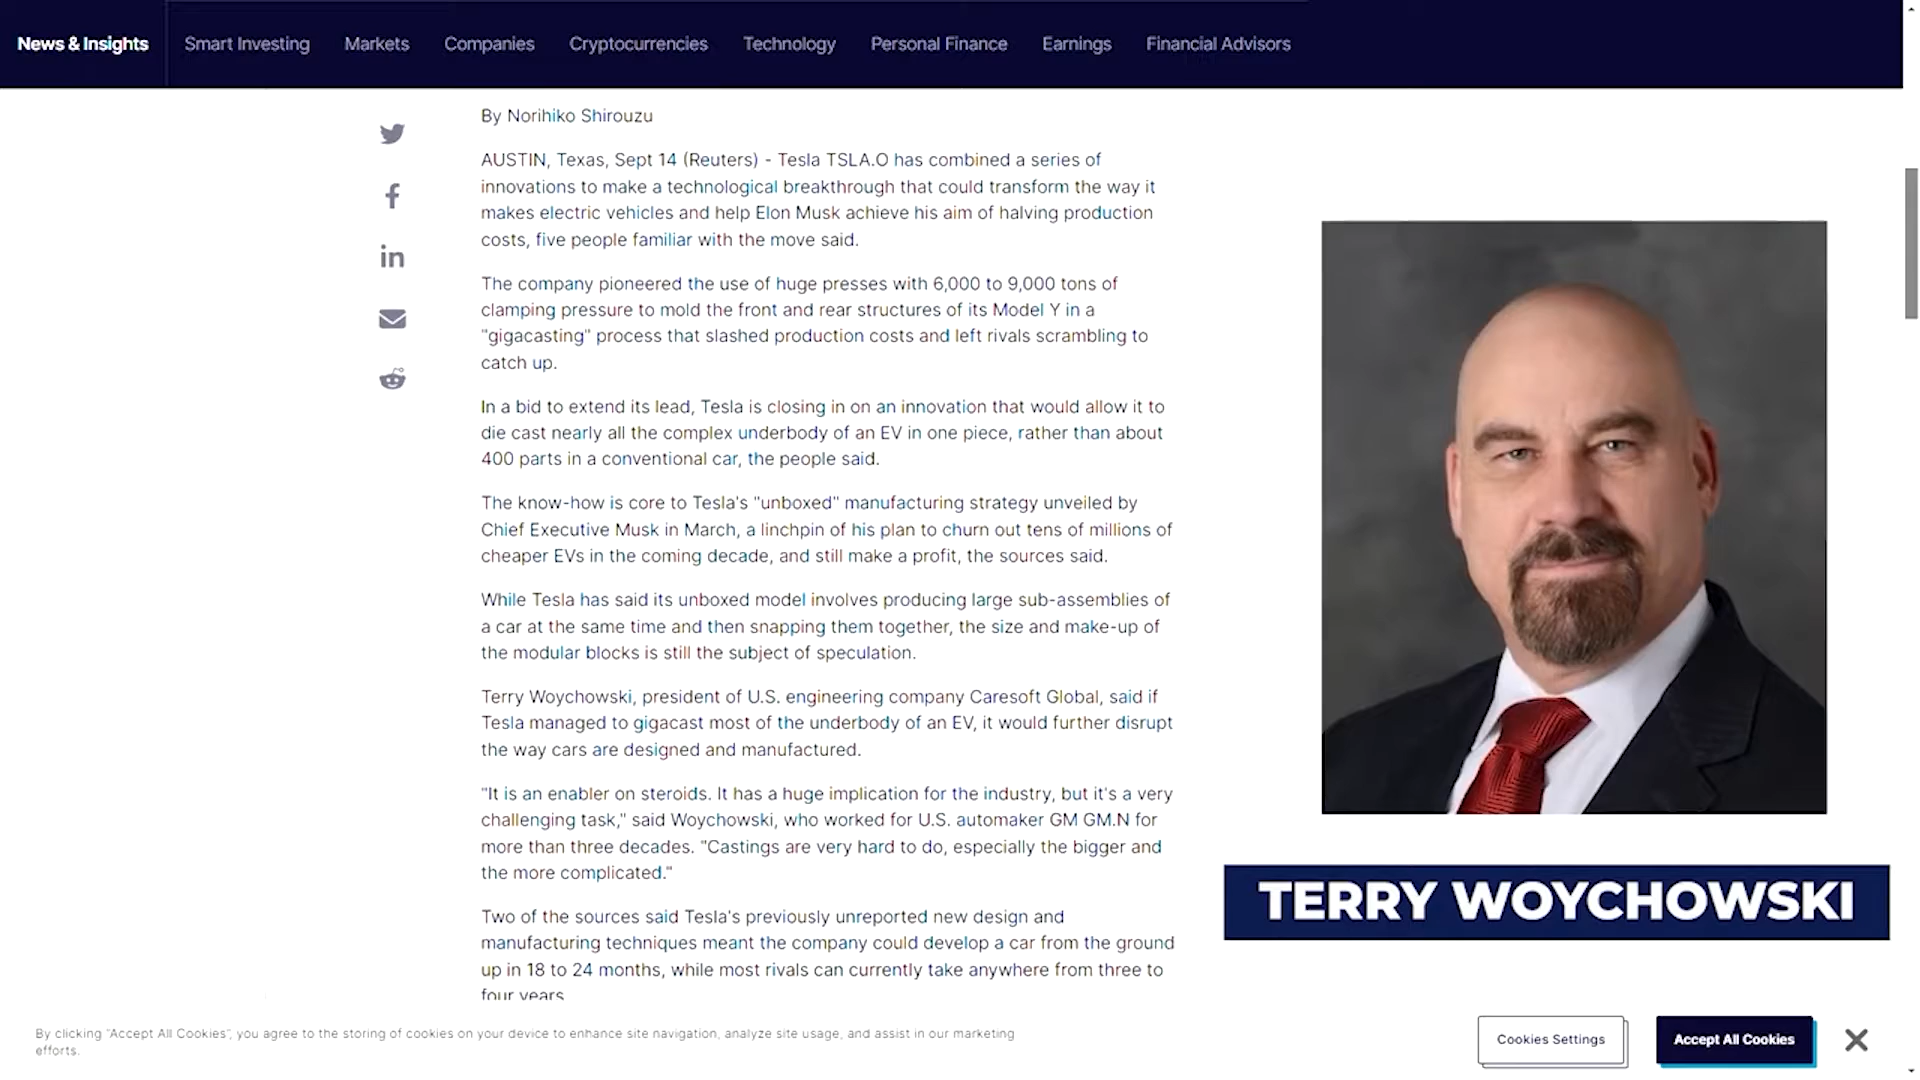 News & Insights
Smart Investing
Markets
Companies
Cryptocurrencies
Technology
Personal Finance
Earnings
Financial Advisors
By Norihiko Shirouzu
AUSTIN, Texas, Sept 14 (Reuters) - Tesla TSLA.O has combined a series of
innovations to make a technological breakthrough that could transform the way it
makes electric vehicles and help Elon Musk achieve his aim of halving production
costs, five people familiar with the move said.
The company pioneered the use of huge presses with 6,000 to 9,000 tons of
clamping pressure to mold the front and rear structures of its Model Y in a
"gigacasting" process that slashed production costs and left rivals scrambling to
catch up.
In a bid to extend its lead, Tesla is closing in on an innovation that would allow it to
die cast nearly all the complex underbody of an EV in one piece, rather than about
400 parts in a conventional car, the people said.
The know-how is core to Tesla's "unboxed" manufacturing strategy unveiled by
Chief Executive Musk in March, a linchpin of his plan to churn out tens of millions of
cheaper EVs in the coming decade, and still make a profit, the sources said.
While Tesla has said its unboxed model involves producing large sub-assemblies of
a car at the same time and then snapping them together, the size and make-up of
the modular blocks is still the subject of speculation.
Terry Woychowski, president of U.S. engineering company Caresoft Global, said if
Tesla managed to gigacast most of the underbody of an EV, it would further disrupt
the way cars are designed and manufactured.
"It is an enabler on steroids. It has a huge implication for the industry, but it's a very
challenging task," said Woychowski, who worked for U.S. automaker GM GM.N for
more than three decades. "Castings are very hard to do, especially the bigger and
the more complicated."
Two of the sources said Tesla's previously unreported new design and
manufacturing techniques meant the company could develop a car from the ground
up in 18 to 24 months, while most rivals can currently take anywhere from three to
four years
TERRY WOYCHOWSKI
By clicking "Accept All Cookies", you agree to the storing of cookies on your device to enhance site navigation, analyze site usage, and assist in our marketing
efforts.
Cookies Settings
Accept All Cookies